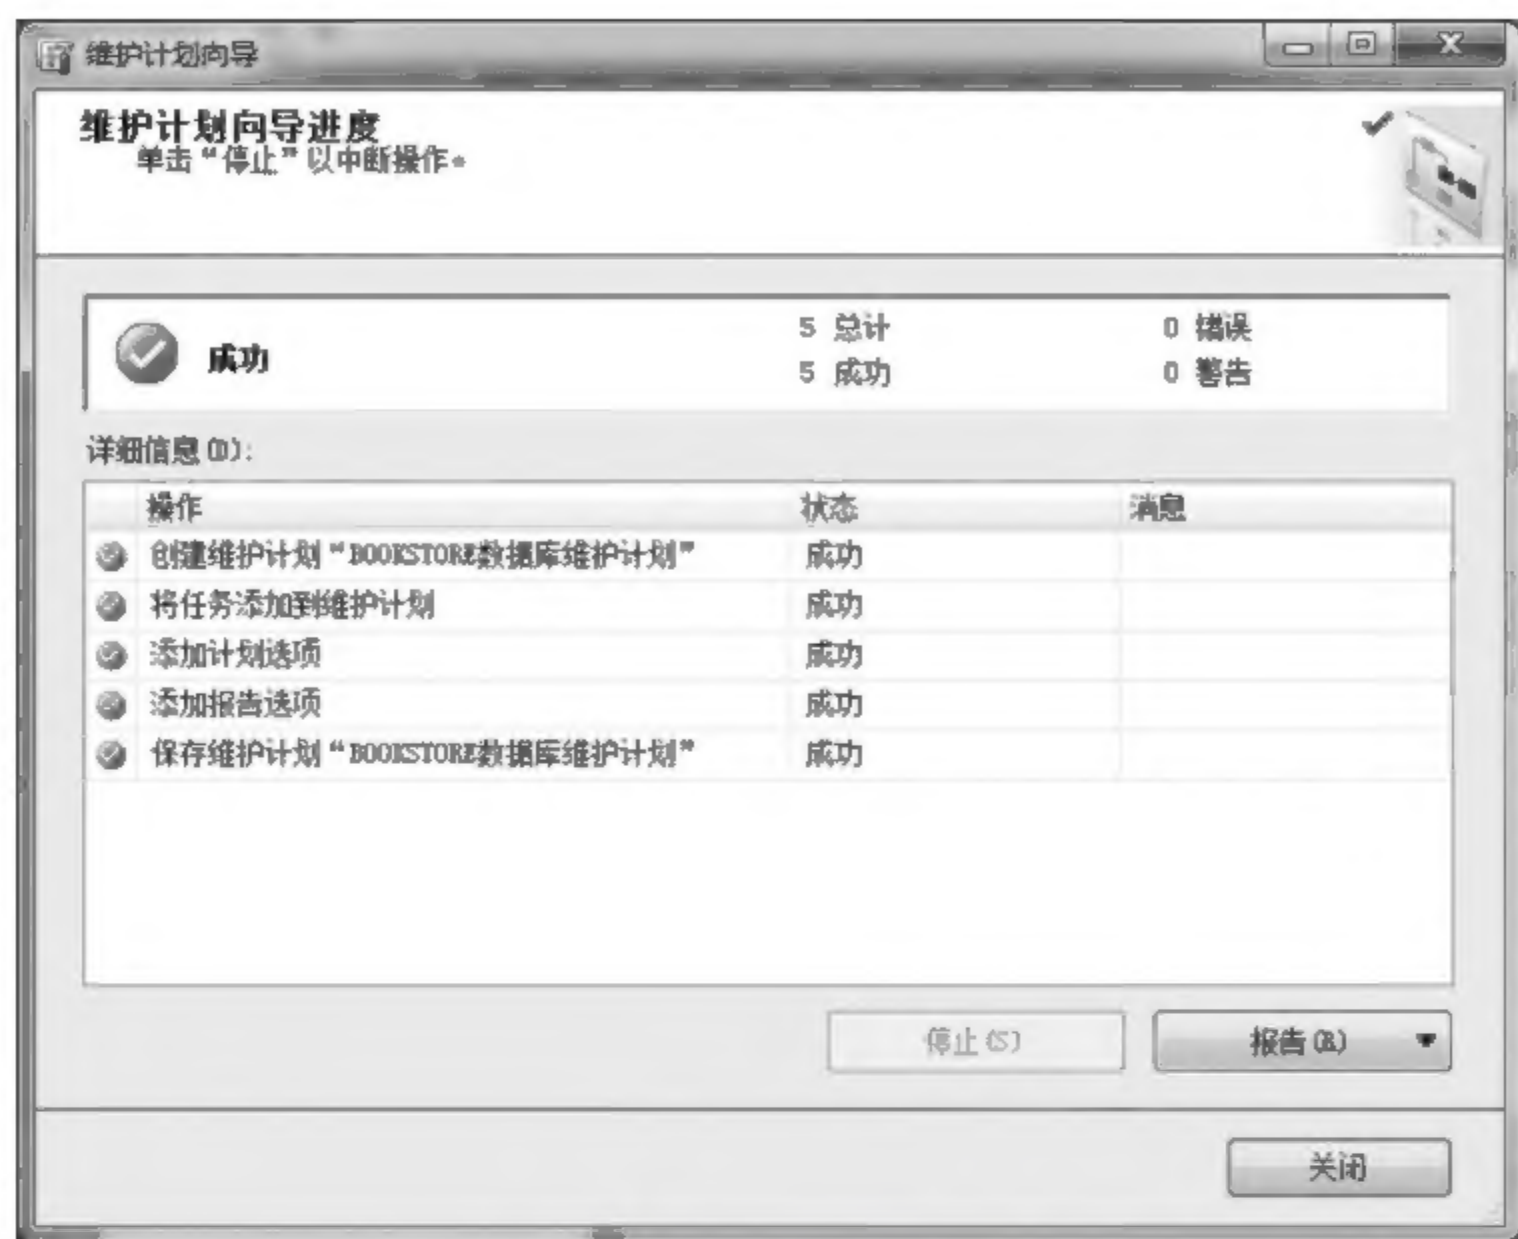 维护计划向导
维护计划向导进度
单击“停止”以中断操作。
成功
5 总计
0 错误
5 成功
0 警告
详细信息(D):
操作 状态 消息
创建维护计划“BOOKSTORE数据库维护计划” 成功
将任务添加到维护计划 成功
添加计划选项 成功
添加报告选项 成功
保存维护计划“BOOKSTORE数据库维护计划” 成功
停止(S) 报告(R)
关闭